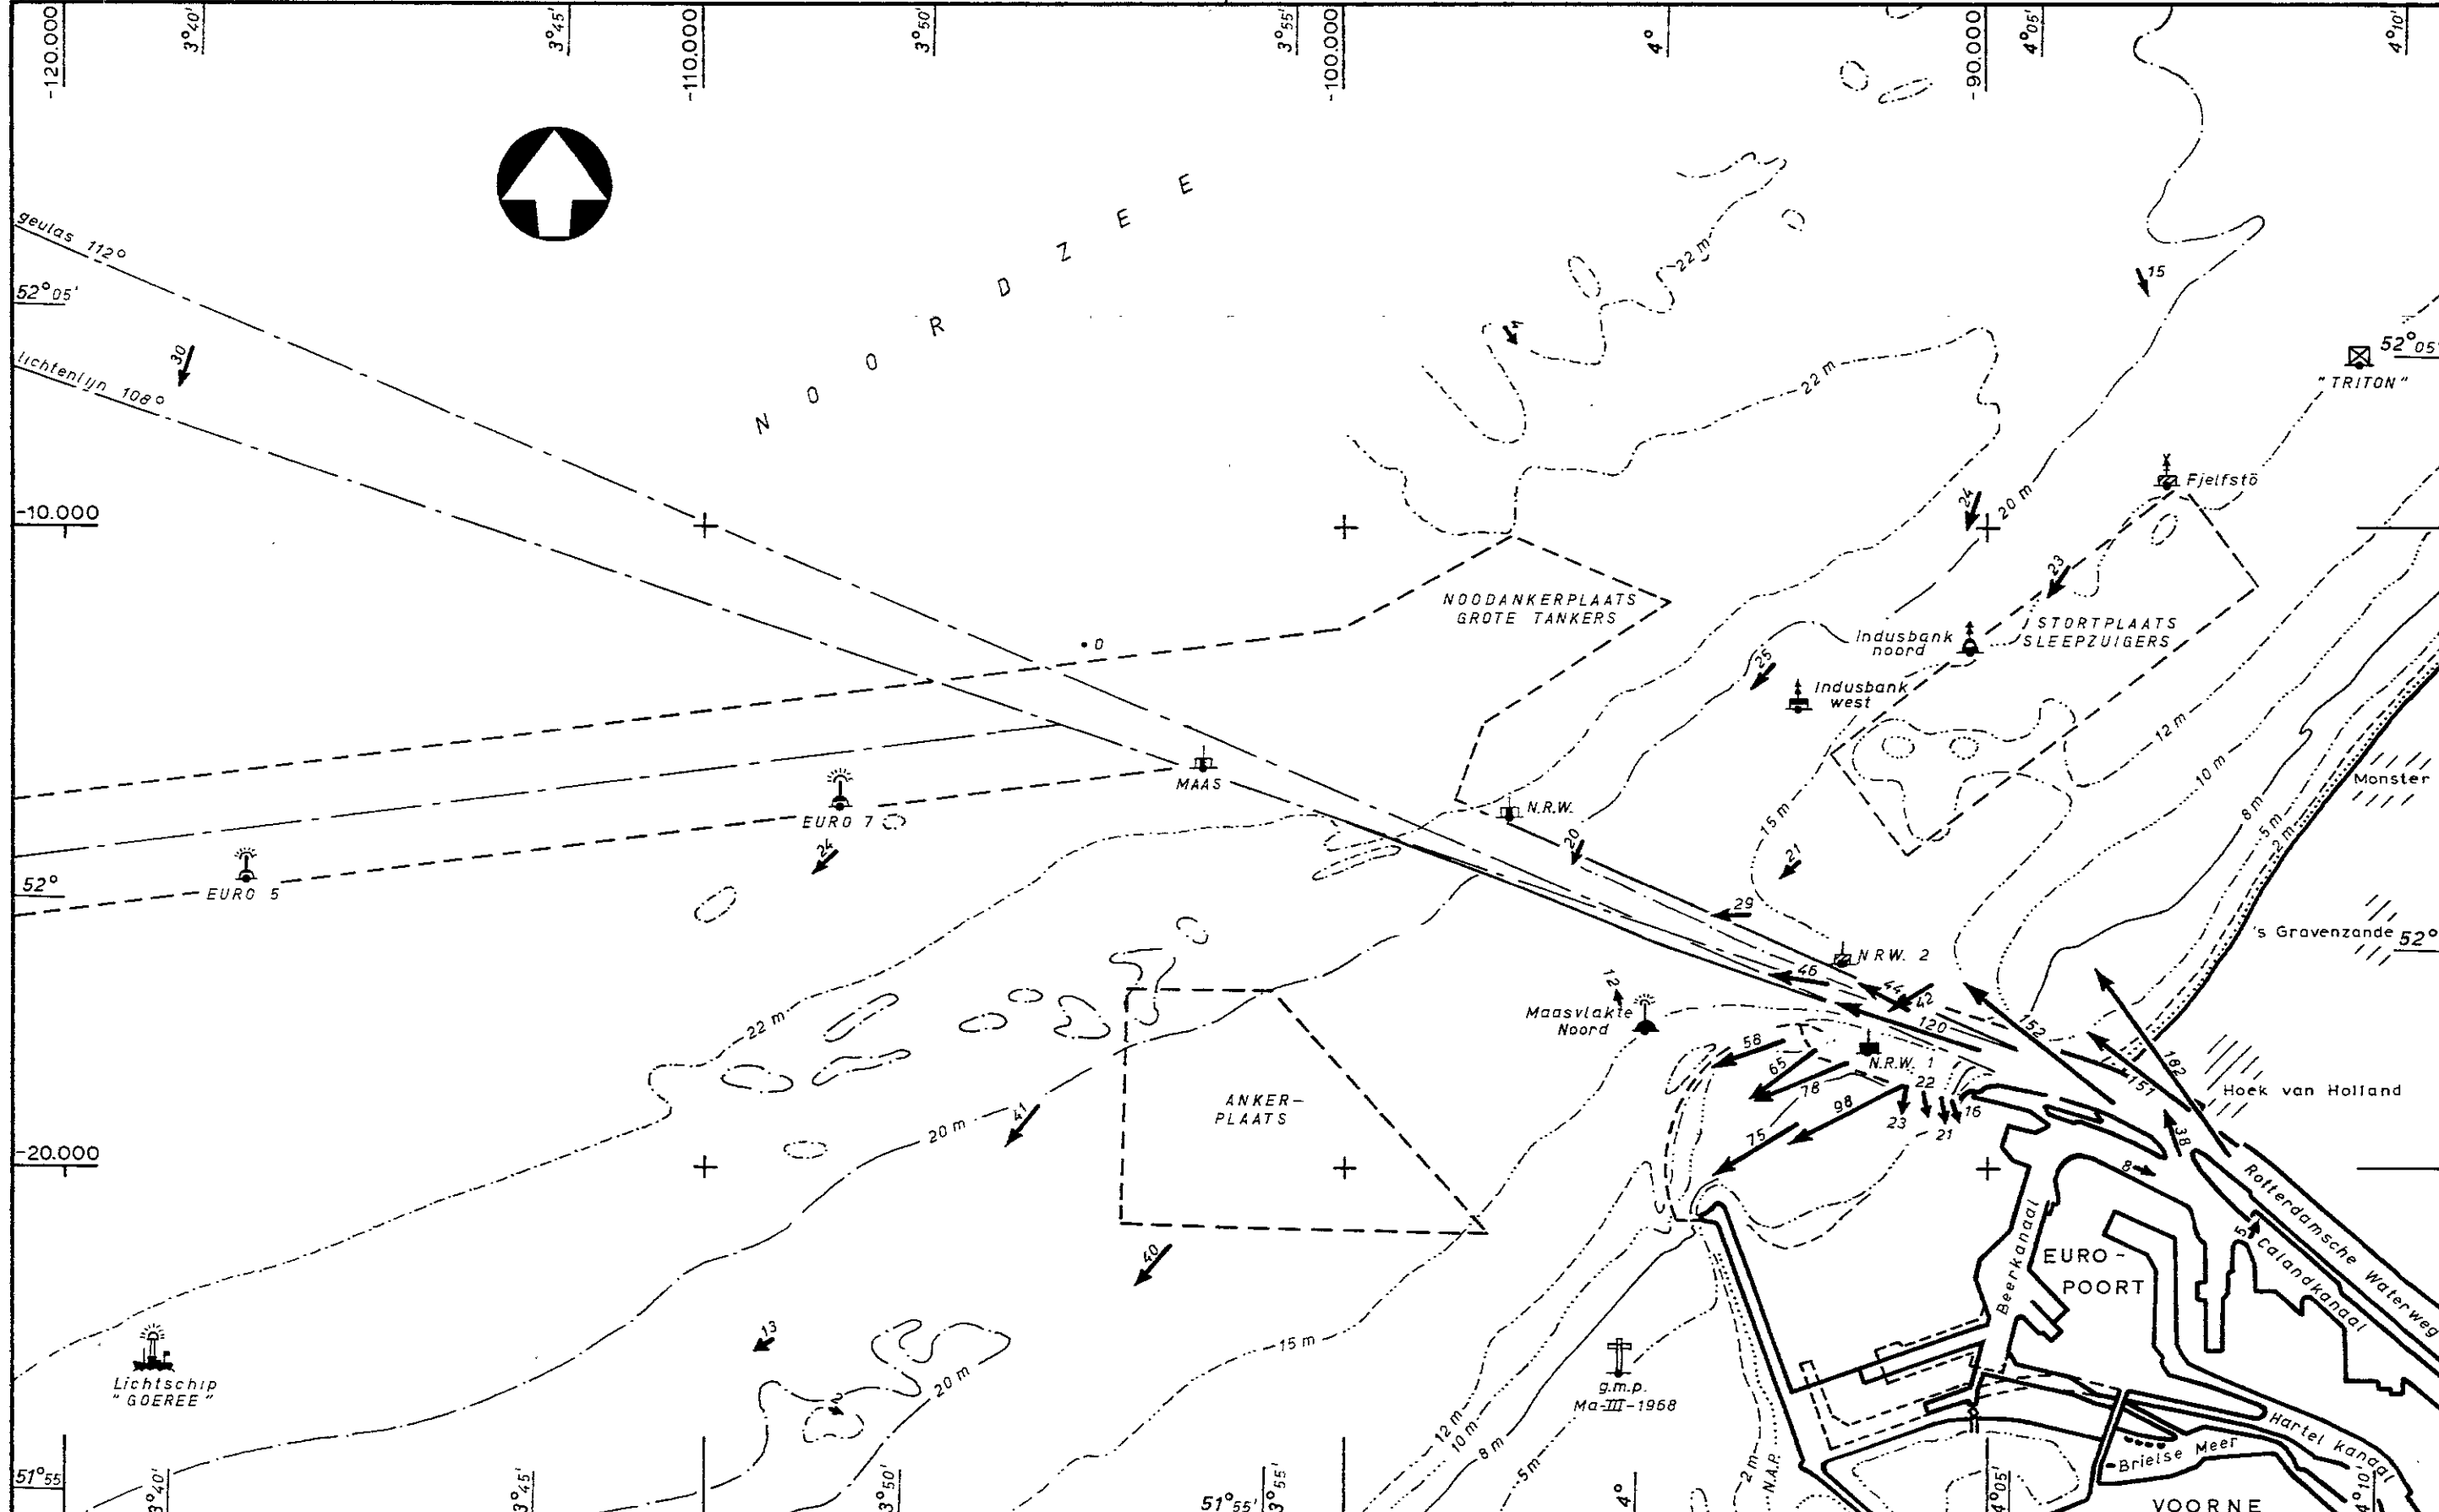 -120.000
3°40'
3°45'
-110.000
3°50'
3°55'
-100.000
4°
-90.000
4°05'
4°10'
geulas 112°
52°05'
lichtenlijn 108°
30
NOORDZEE
22 m
15
52°05'
"TRITON"
22 m
Fjelfstö
-10.000
24
20 m
23
NOODANKERPLAATS
GROTE TANKERS
STORTPLAATS
SLEEPZUIGERS
Indusbank
noord
0
25
Indusbank
west
12 m
MAAS
EURO 7
N.R.W.
10 m
Monster
8 m
15 m
5 m
2 m
24
20
21
52°
EURO 5
29
's Gravenzande
52°
N.R.W. 2
46
44
42
12
Maasvlakte
Noord
120
152
22 m
58
65
N.R.W. 1
182
151
78
22
Hoek van Holland
98
16
23
21
75
38
41
20 m
ANKER-
PLAATS
-20.000
8
Rotterdamsche Waterweg
5
Calandkanaal
Beerkanaal
EURO-
POORT
40
13
15 m
Lichtschip
"GOEREE"
20 m
2
g.m.p.
Ma-III-1968
12 m
10 m
8 m
5 m
2 m
N.A.P.
Hartel kanaal
Brielse Meer
51°55
3°40'
3°45'
3°50'
51°55'
3°55'
4°
4°05'
4°10'
VOORNE